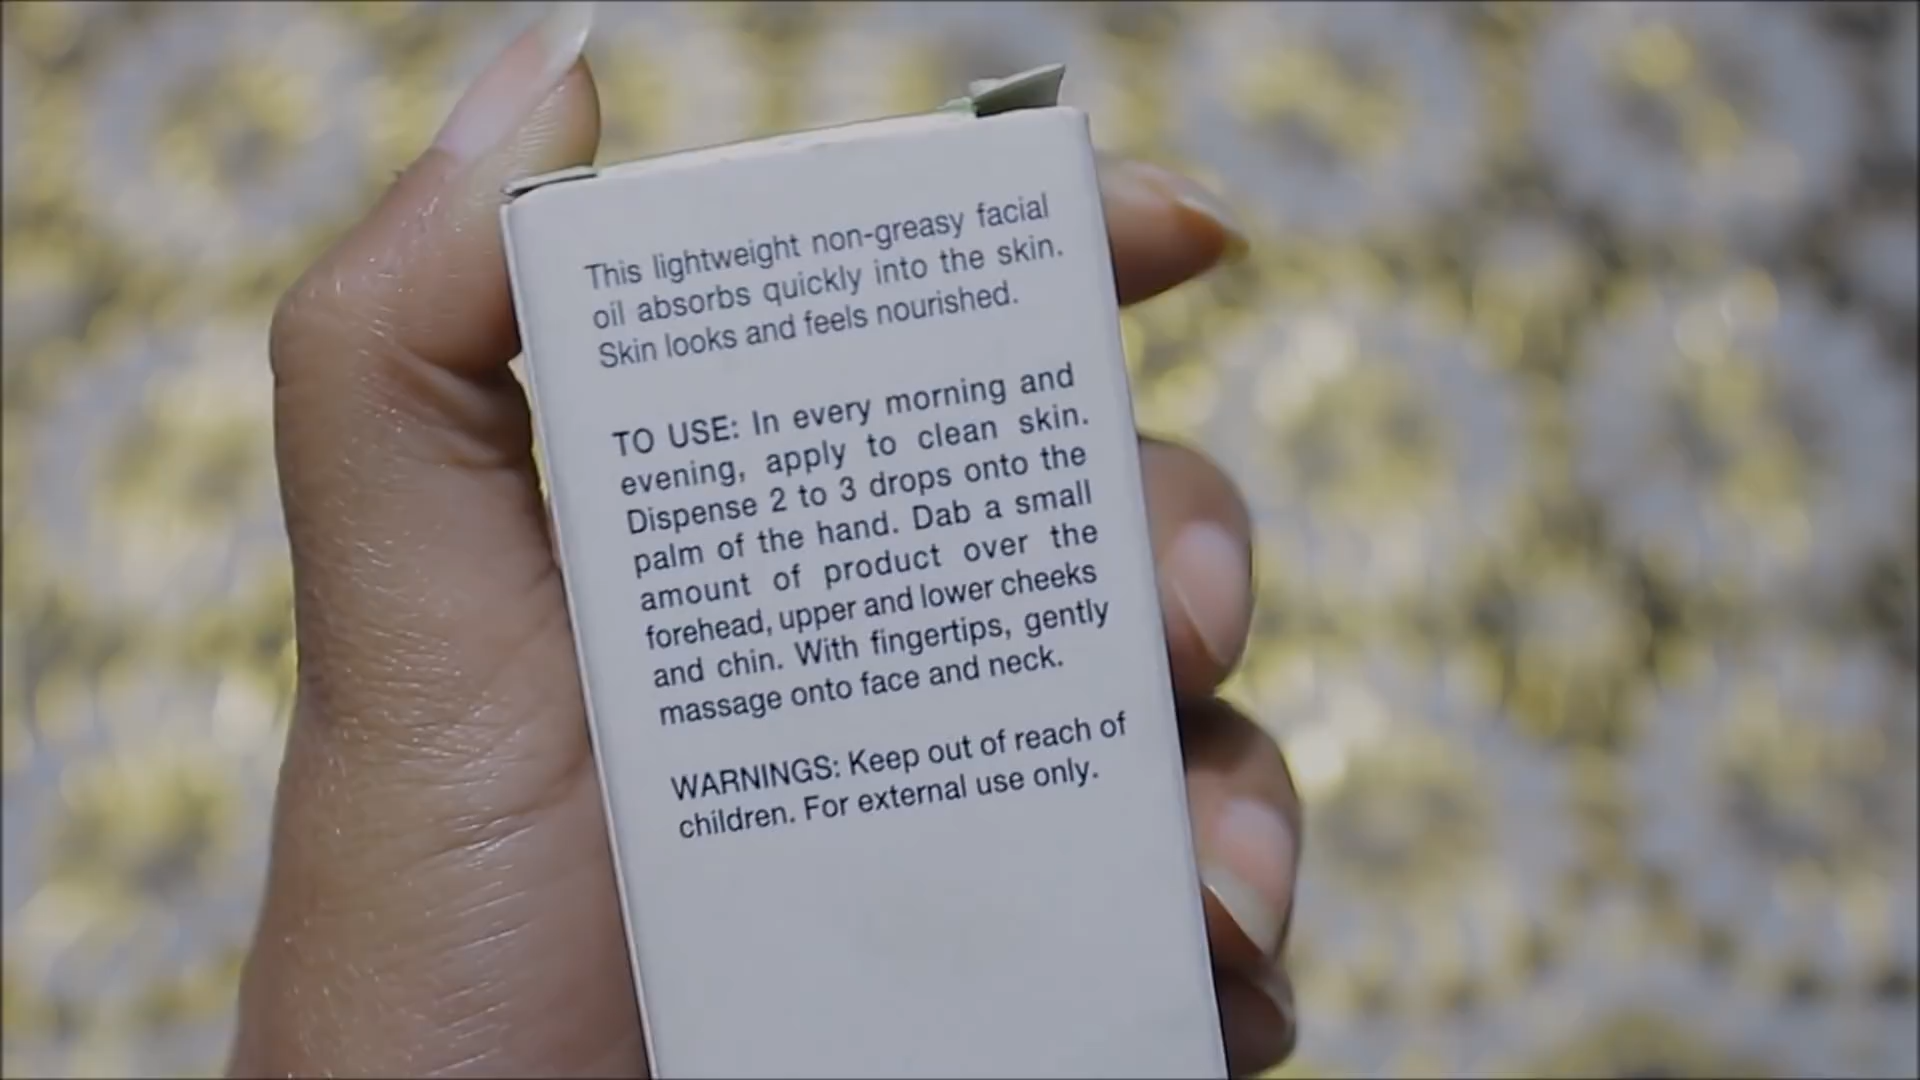 This lightweight non-greasy facial
oil absorbs quickly into the skin.
Skin looks and feels nourished.
TO USE: In every morning and
evening, apply to clean skin.
Dispense 2 to 3 drops onto the
palm of the hand. Dab a small
amount of product over the
forehead, upper and lower cheeks
and chin. With fingertips, gently
massage onto face and neck.
WARNINGS: Keep out of reach of
children. For external use only.